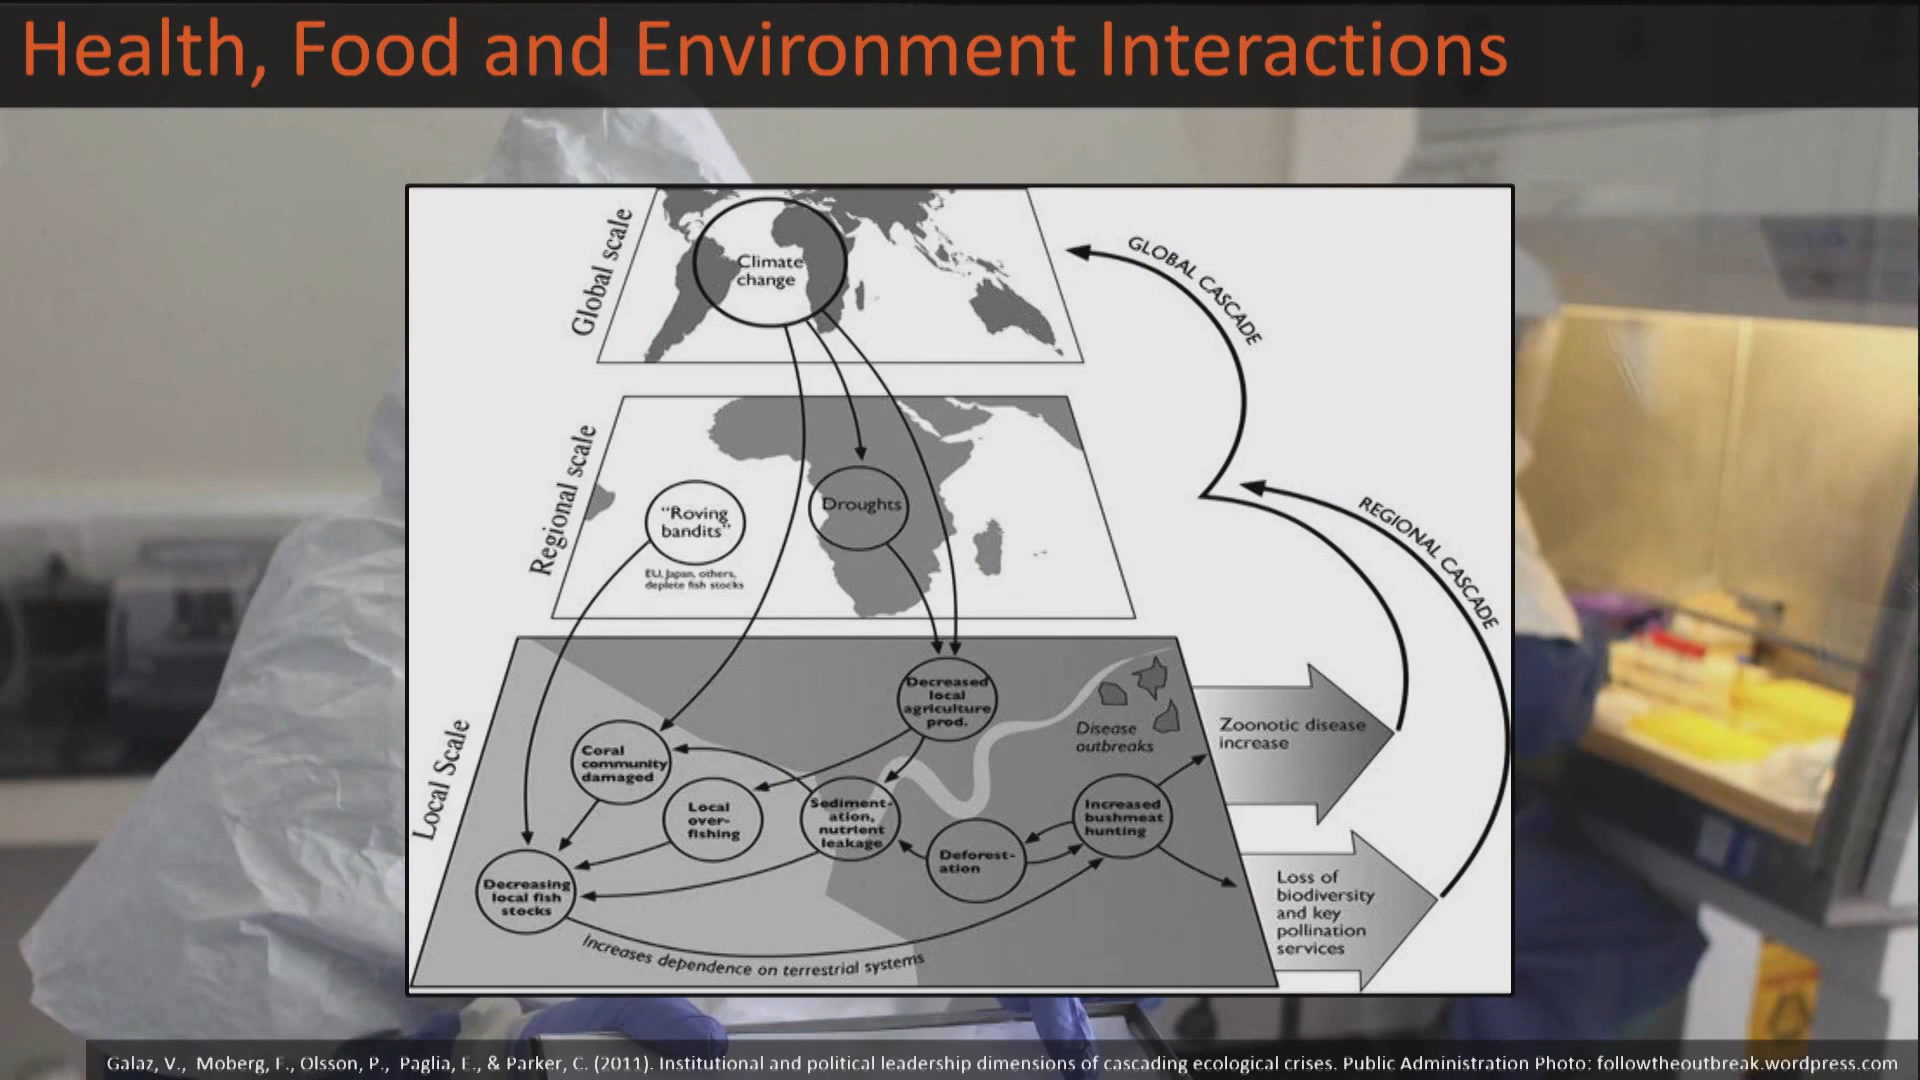 Health, Food and Environment Interactions
Global scale
Climate
change
GLOBAL CASCADE
Regional scale
"Roving
bandits"
EU, Japan, others,
deplete fish stocks
Droughts
REGIONAL CASCADE
Local Scale
Decreased
local
agriculture
prod.
Disease
outbreaks
Zoonotic disease
increase
Coral
community
damaged
Local
over-
fishing
Sediment-
ation,
nutrient
leakage
Increased
bushmeat
hunting
Deforest-
ation
Decreasing
local fish
stocks
Loss of
biodiversity
and key
pollination
services
Increases dependence on terrestrial systems
Galaz, V., Moberg, F., Olsson, P., Paglia, E., & Parker, C. (2011). Institutional and political leadership dimensions of cascading ecological crises. Public Administration Photo: followtheoutbreak.wordpress.com